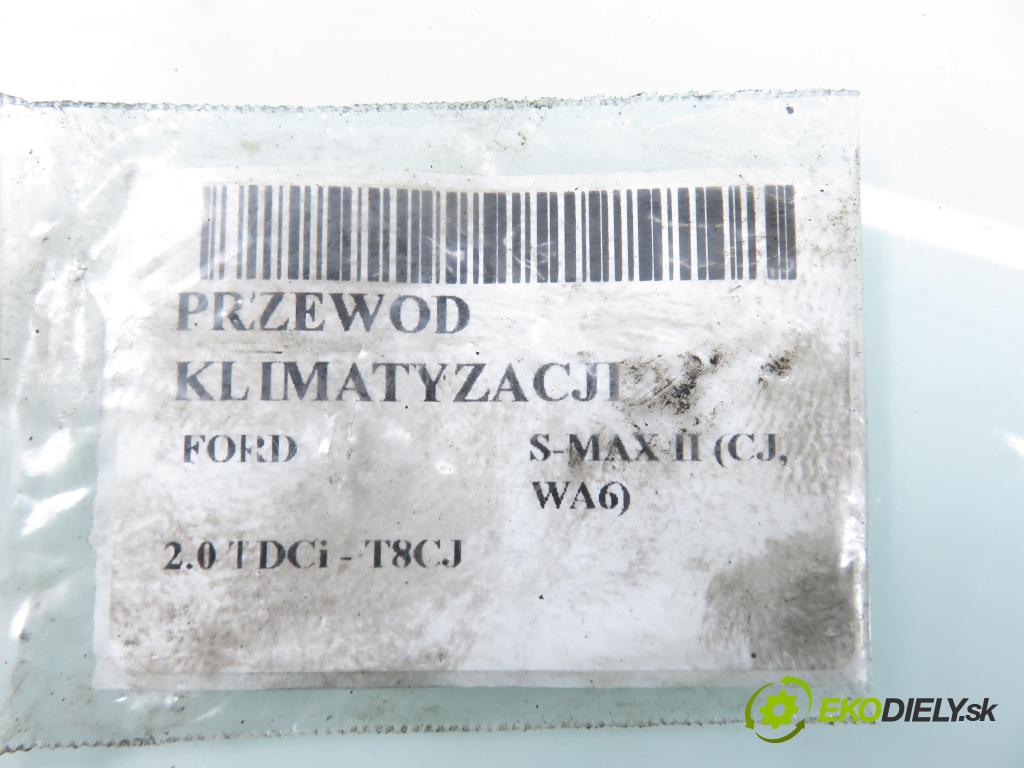 PRZEWOD
KLIMATYZACJI
FORD
S-MAX II (CJ,
WA6)
2.0 TDCi - T8CJ
EKODIELY.sk